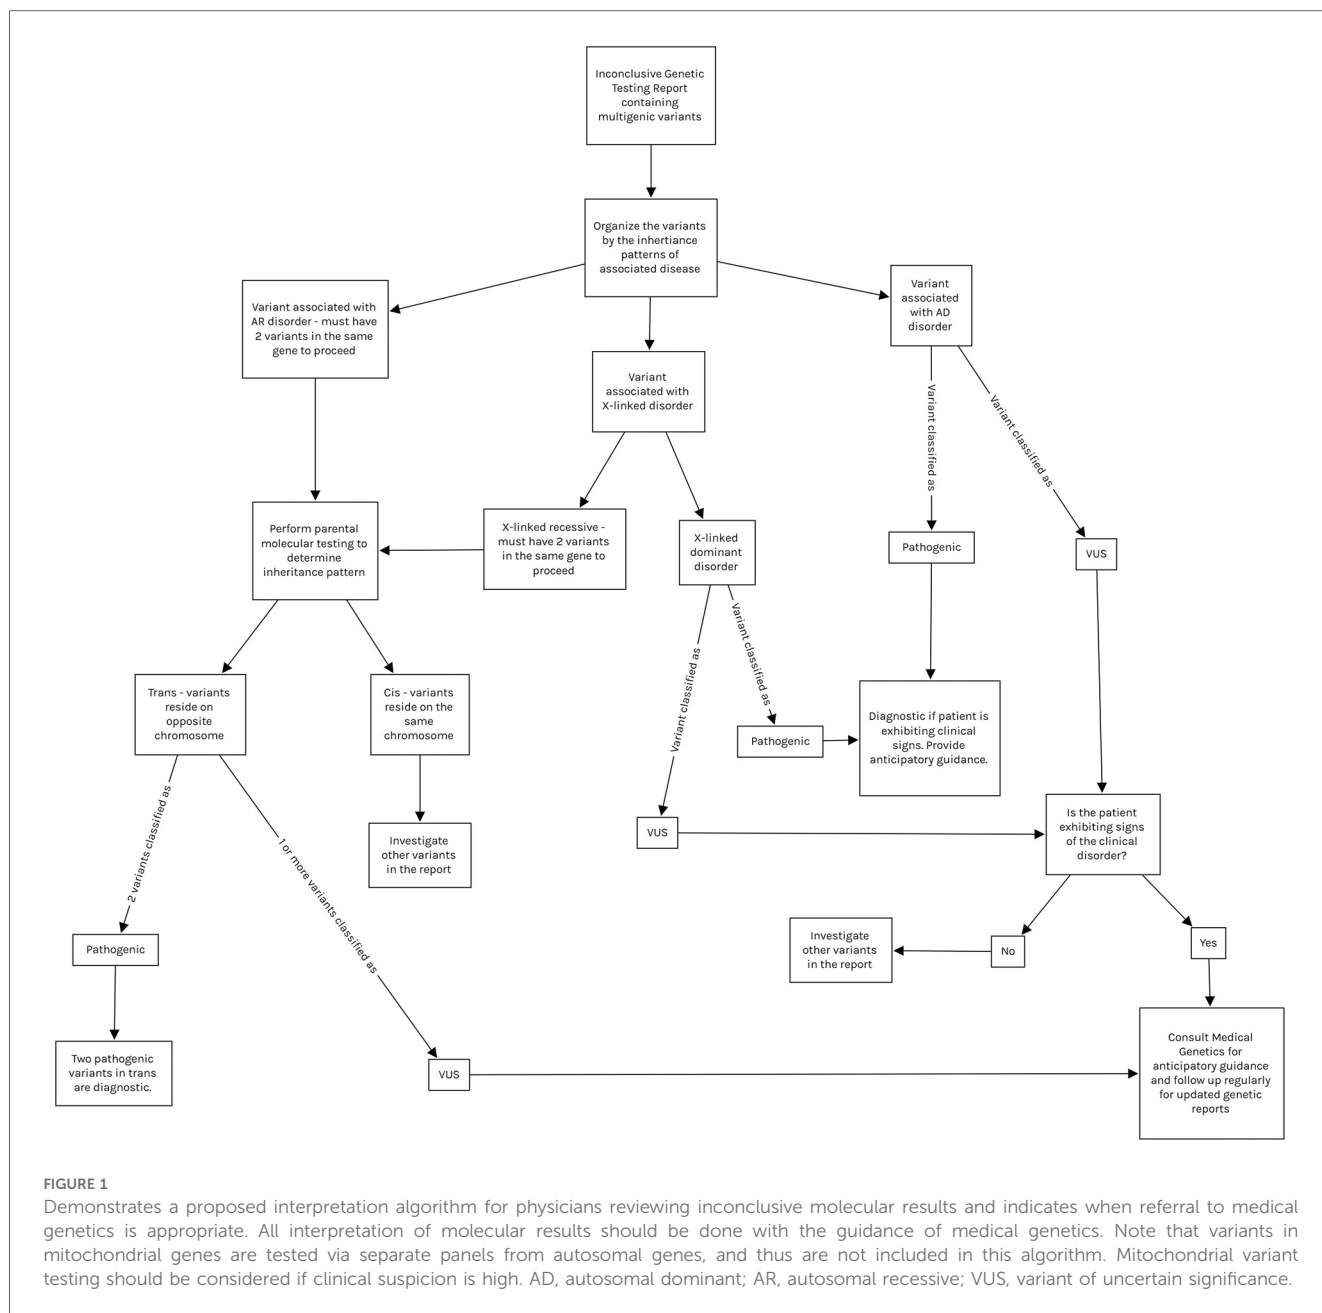 Inconclusive Genetic
Testing Report
containing
multigenic variants
Organize the variants
by the inhertiance
patterns of
associated disease
Variant associated with
AR disorder - must have
2 variants in the same
gene to proceed
Variant
associated with
X-linked disorder
Variant
associated
with AD
disorder
Variant classified as
Variant classified as
Perform parental
molecular testing to
determine
inheritance pattern
X-linked recessive -
must have 2 variants
in the same gene to
proceed
X-linked
dominant
disorder
Pathogenic
VUS
Variant classified as
Variant classified as
Trans - variants
reside on
opposite
chromosome
Cis - variants
reside on the
same
chromosome
Pathogenic
Diagnostic if patient is
exhibiting clinical
signs. Provide
anticipatory guidance.
2 variants classified as
1 or more variants classified as
Investigate
other variants
in the report
VUS
Is the patient
exhibiting signs
of the clinical
disorder?
Pathogenic
Investigate
other variants
in the report
No
Yes
Two pathogenic
variants in trans
are diagnostic.
VUS
Consult Medical
Genetics for
anticipatory guidance
and follow up regularly
for updated genetic
reports
FIGURE 1
Demonstrates a proposed interpretation algorithm for physicians reviewing inconclusive molecular results and indicates when referral to medical
genetics is appropriate. All interpretation of molecular results should be done with the guidance of medical genetics. Note that variants in
mitochondrial genes are tested via separate panels from autosomal genes, and thus are not included in this algorithm. Mitochondrial variant
testing should be considered if clinical suspicion is high. AD, autosomal dominant; AR, autosomal recessive; VUS, variant of uncertain significance.